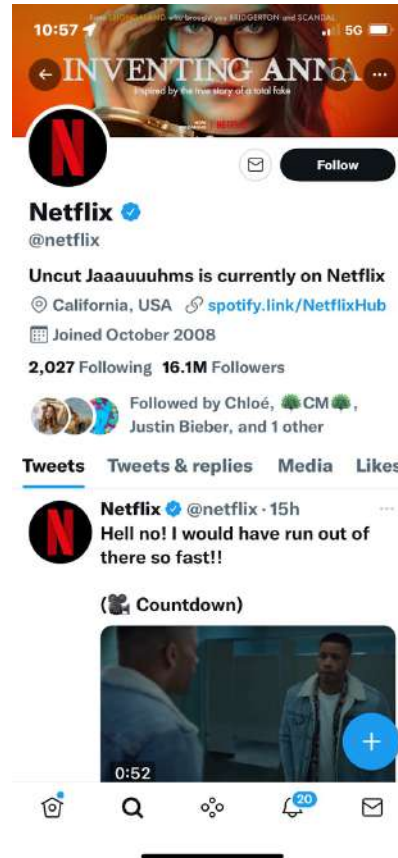 From SHONDALAND who brought you BRIDGERTON and SCANDAL
10:57
5G
INVENTING ANNA
Inspired by the true story of a total fake
NETFLIX
N
Follow
Netflix
@netflix
Uncut Jaaauuuhms is currently on Netflix
California, USA spotify.link/NetflixHub
Joined October 2008
2,027 Following 16.1M Followers
Followed by Chloé, 🌳CM🌳,
Justin Bieber, and 1 other
Tweets Tweets & replies Media Likes
N
Netflix @netflix · 15h
Hell no! I would have run out of
there so fast!!
(🎥 Countdown)
0:52
20